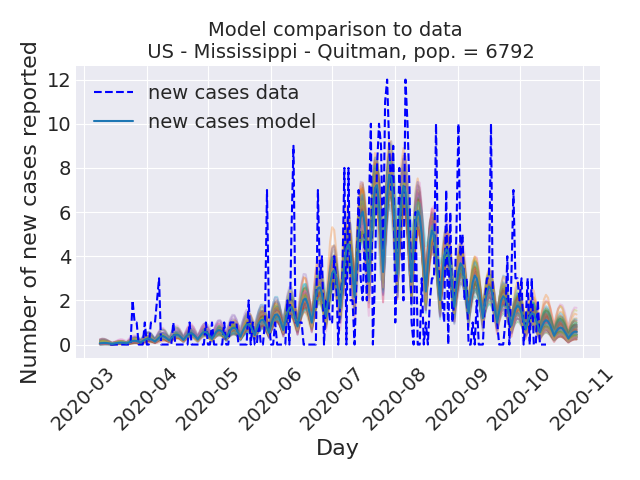 Model comparison to data
US - Mississippi - Quitman, pop. = 6792
Number of new cases reported
12
10
8
6
4
2
0
new cases data
new cases model
2020-03
2020-04
2020-05
2020-06
2020-07
2020-08
2020-09
2020-10
2020-11
Day